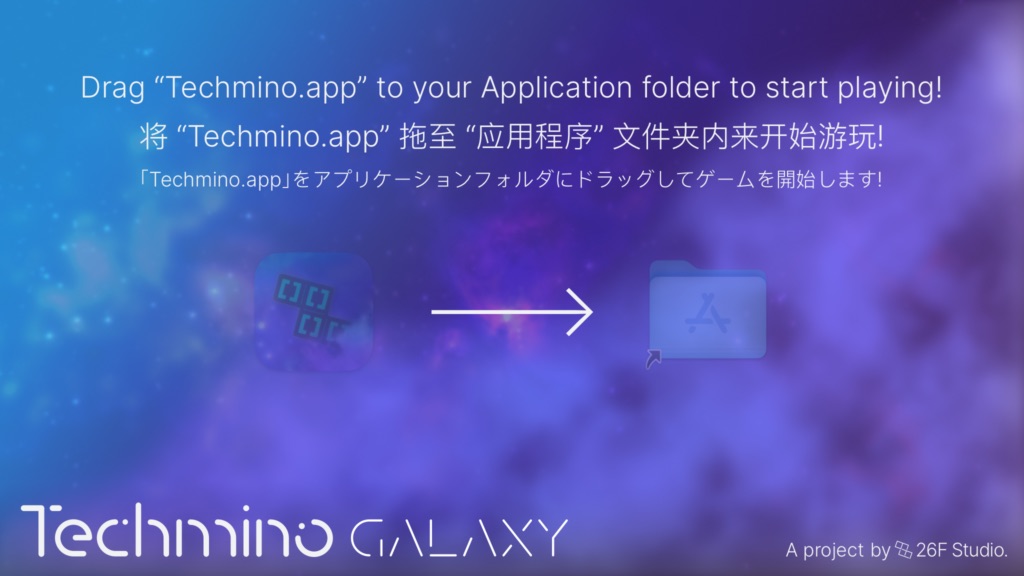 Drag “Techmino.app” to your Application folder to start playing!
将 “Techmino.app” 拖至 “应用程序” 文件夹内来开始游玩!
「Techmino.app」をアプリケーションフォルダにドラッグしてゲームを開始します!
Techmino GALAXY
A project by 26F Studio.